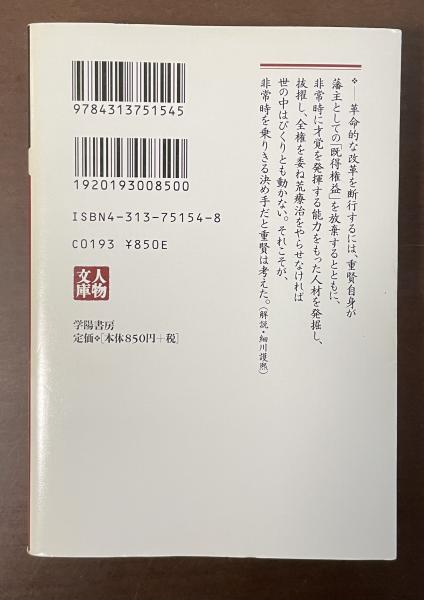 ❖――革命的な改革を断行するには、重賢自身が
藩主としての「既得権益」を放棄するとともに、
非常時に才覚を発揮する能力をもった人材を発掘し、
抜擢し、全権を委ね荒療治をやらせなければ
世の中はびくりとも動かない。それこそが、
非常時を乗りきる決め手だと重賢は考えた。(解説・細川護熙)
9784313751545
1920193008500
ISBN4-313-75154-8
C0193 ¥850E
人物文庫
学陽書房
定価❖[本体850円+税]